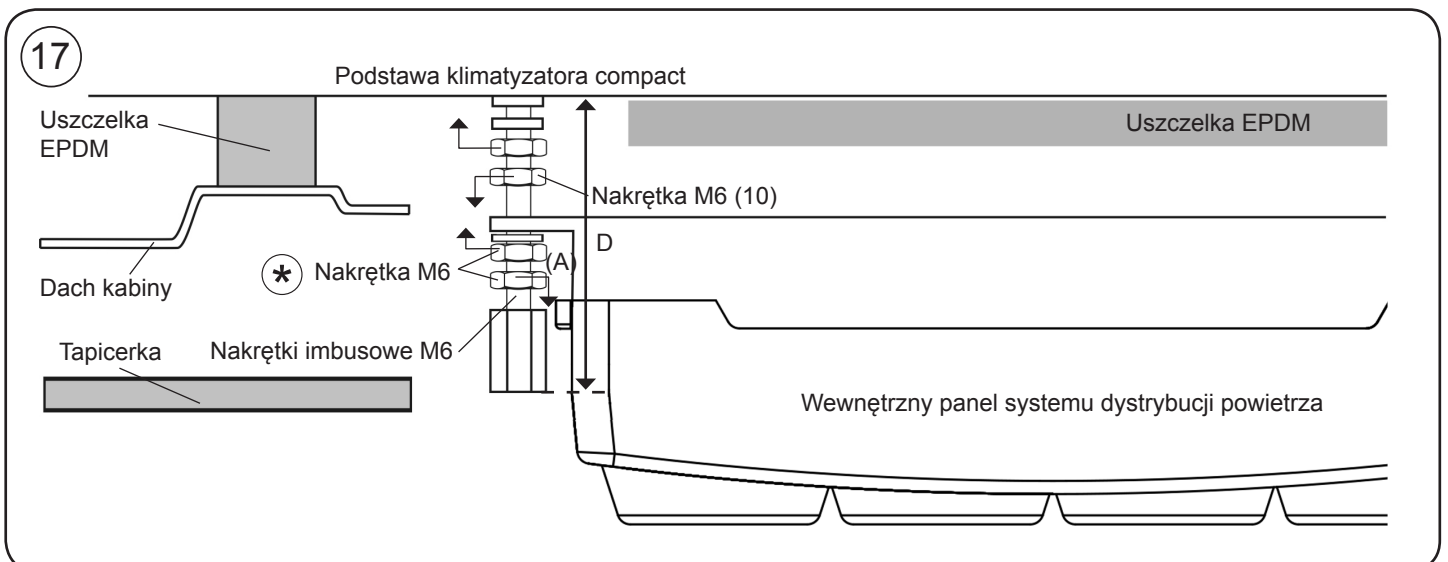 17
Podstawa klimatyzatora compact
Uszczelka
EPDM
Uszczelka EPDM
Nakrętka M6 (10)
D
(A)
* Nakrętka M6
Dach kabiny
Tapicerka
Nakrętki imbusowe M6
Wewnętrzny panel systemu dystrybucji powietrza